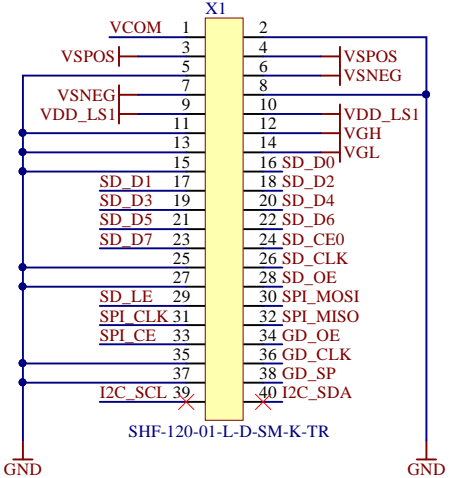 X1
VCOM 1 2
VSPOS 3 4 VSPOS
5 6 VSNEG
VSNEG 7 8
VDD_LS1 9 10 VDD_LS1
11 12 VGH
13 14 VGL
15 16 SD_D0
SD_D1 17 18 SD_D2
SD_D3 19 20 SD_D4
SD_D5 21 22 SD_D6
SD_D7 23 24 SD_CE0
25 26 SD_CLK
27 28 SD_OE
SD_LE 29 30 SPI_MOSI
SPI_CLK 31 32 SPI_MISO
SPI_CE 33 34 GD_OE
35 36 GD_CLK
37 38 GD_SP
I2C_SCL 39 40 I2C_SDA
SHF-120-01-L-D-SM-K-TR
GND GND